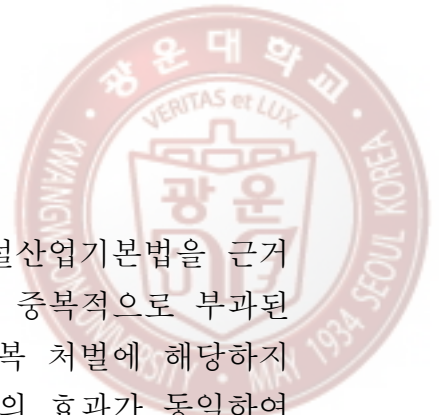 광운대학교
VERITAS et LUX
광운
KWANGWOON UNIVERSITY • MAY 1934 SEOUL KOREA
설산업기본법을 근거
중복적으로 부과된
복 처벌에 해당하지
의 효과가 동일하여